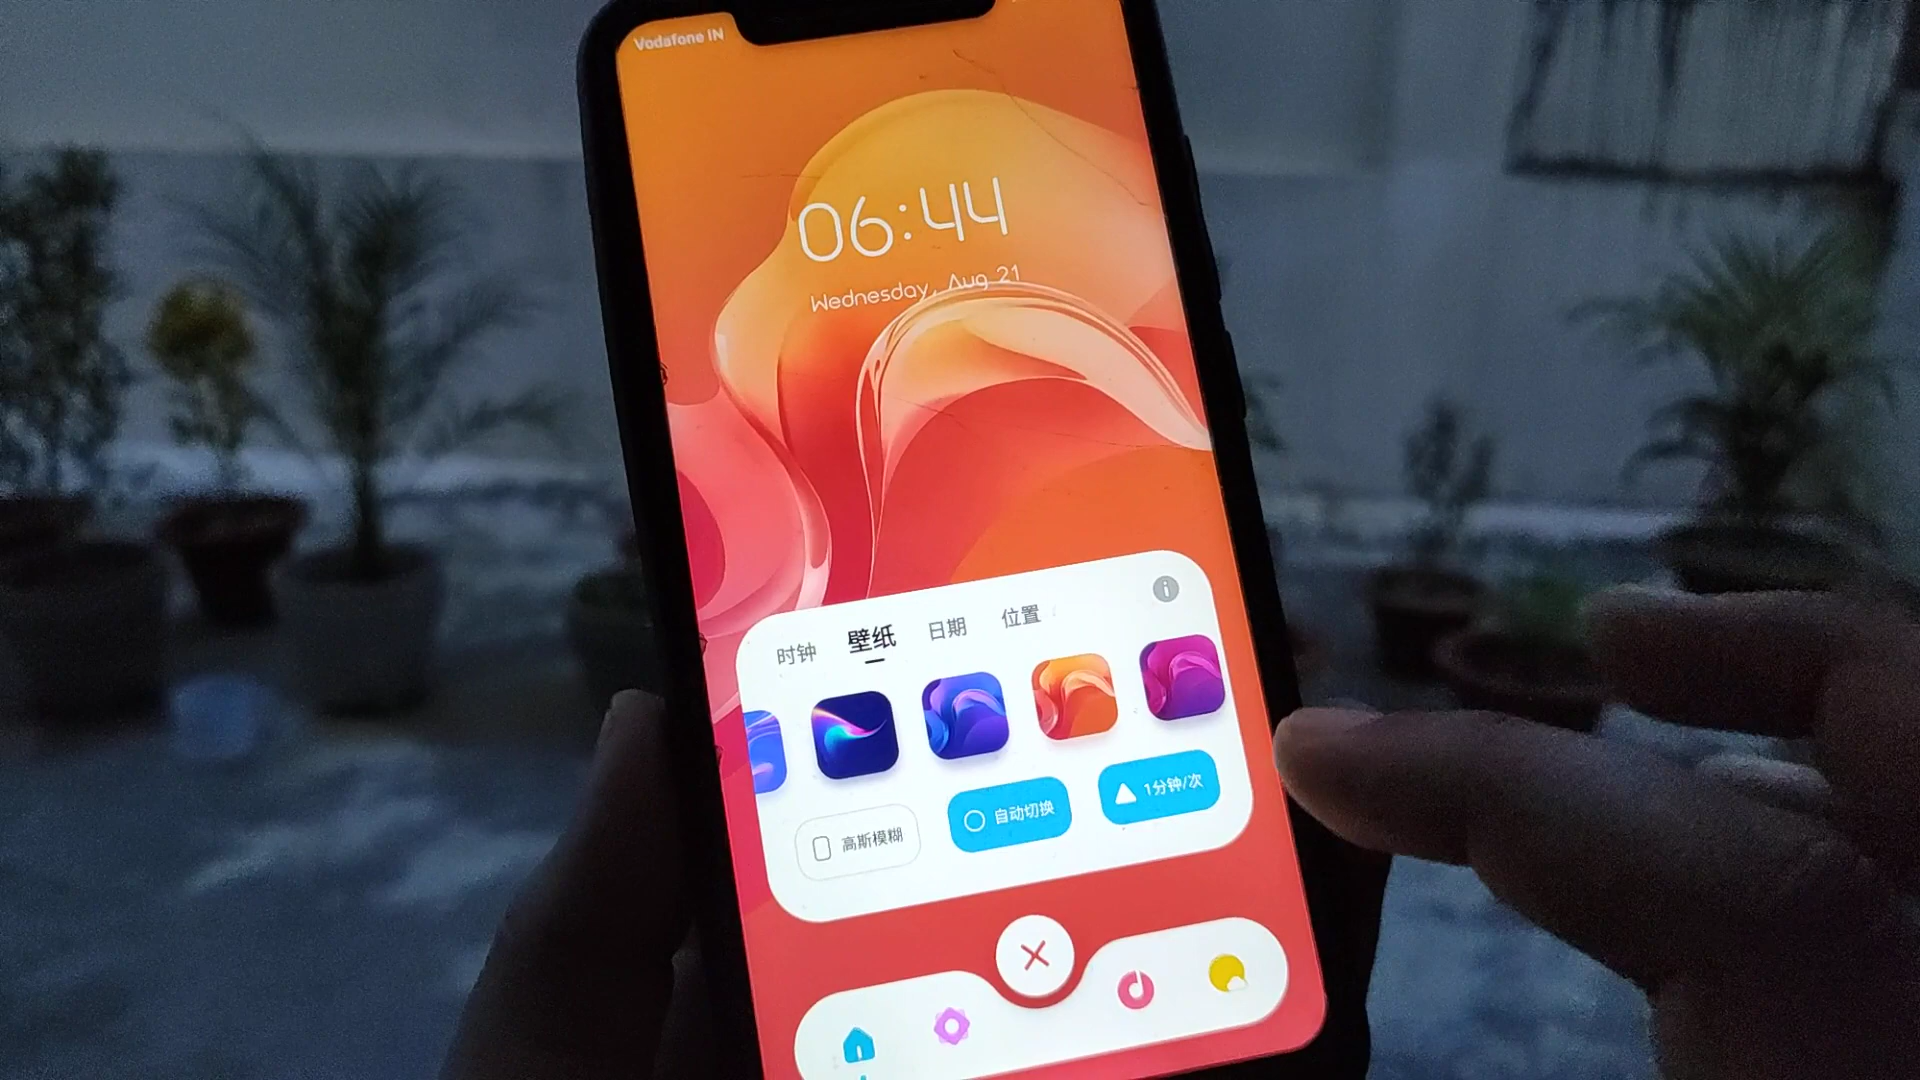 Vodafone IN
06:44
Wednesday, Aug 21
时钟 壁纸 日期 位置
高斯模糊 自动切换 1分钟/次